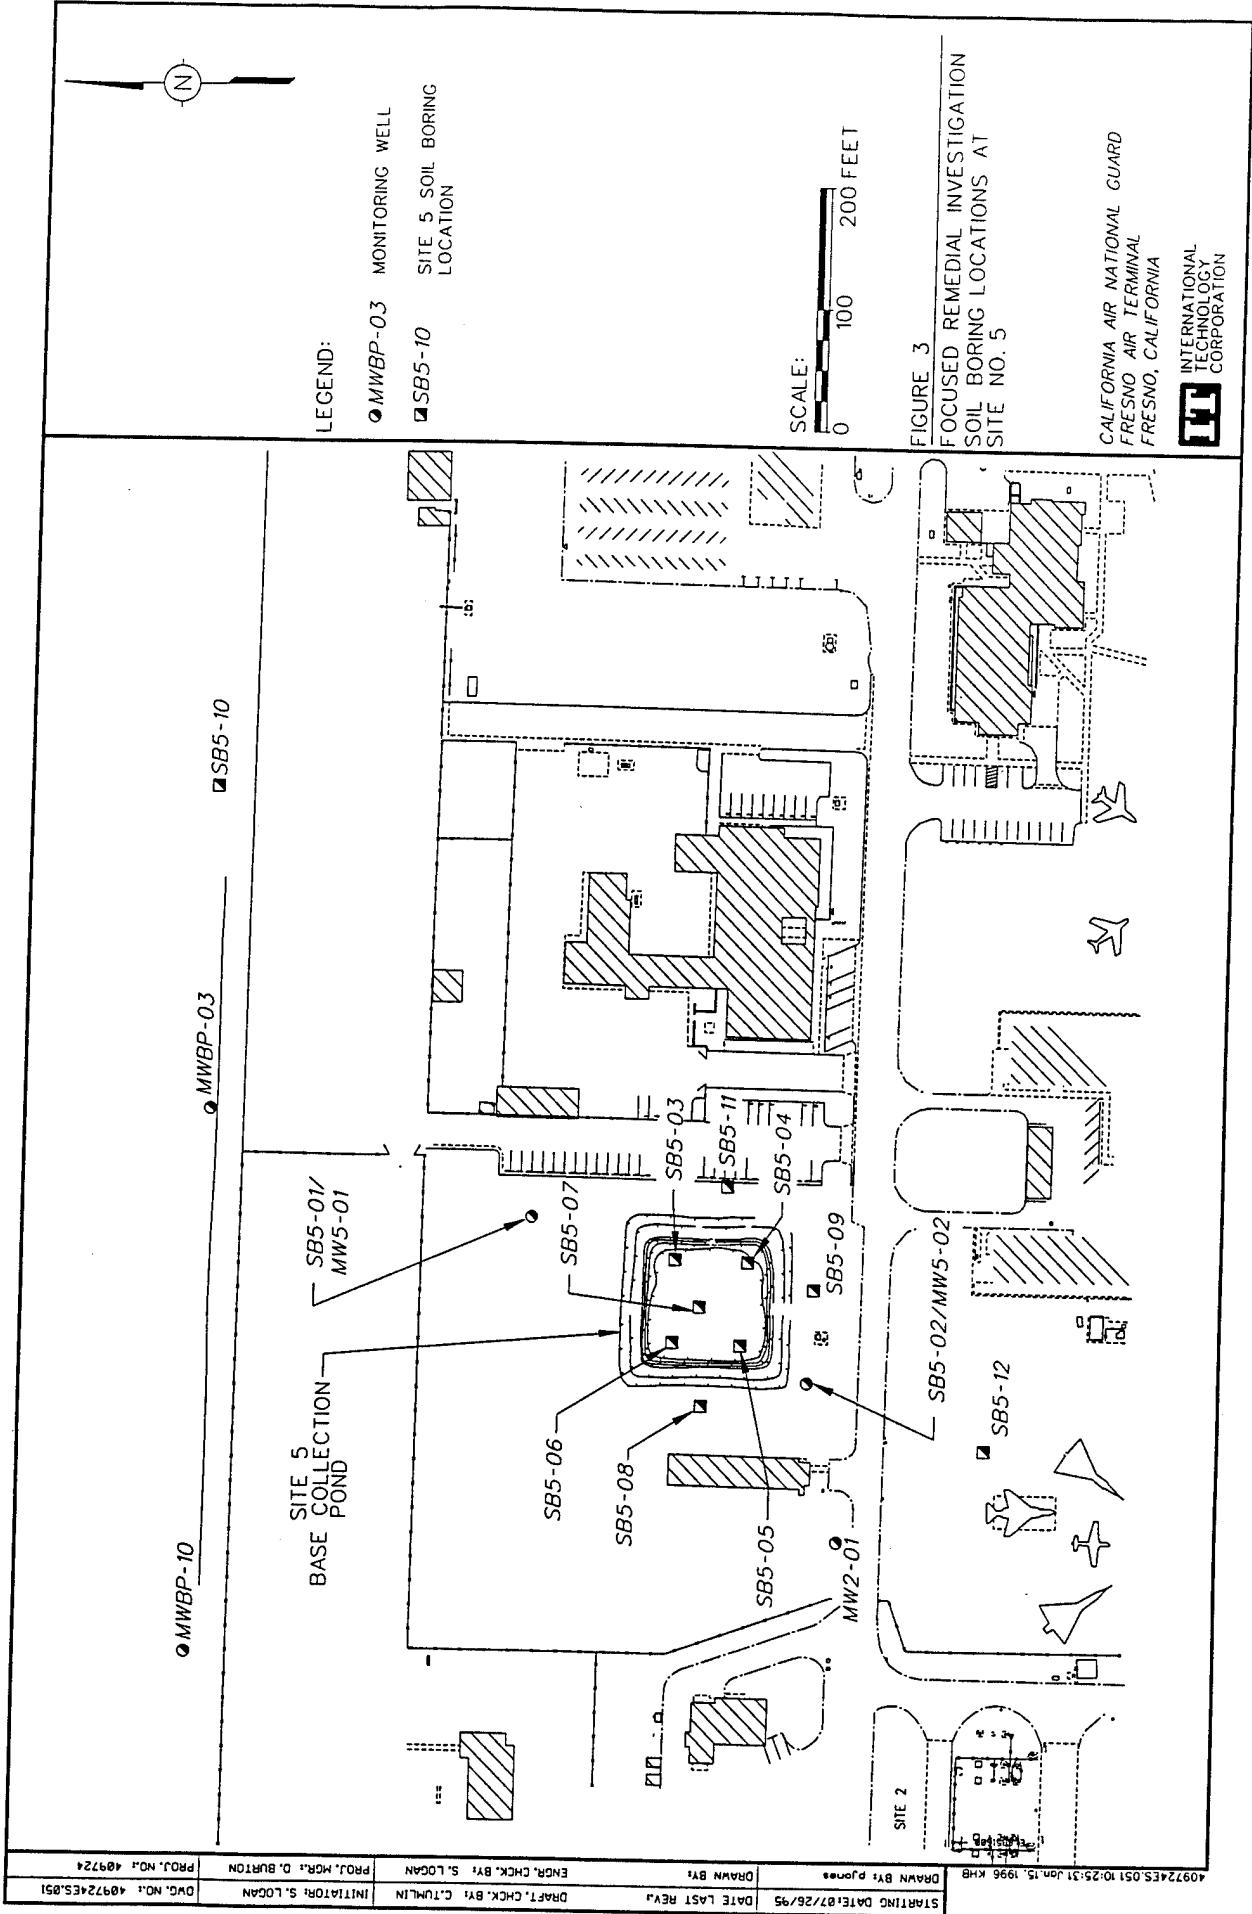 N
LEGEND:
MWBP-03 MONITORING WELL
SB5-10 SITE 5 SOIL BORING
LOCATION
SCALE:
0 100 200 FEET
FIGURE 3
FOCUSED REMEDIAL INVESTIGATION
SOIL BORING LOCATIONS AT
SITE NO. 5
CALIFORNIA AIR NATIONAL GUARD
FRESNO AIR TERMINAL
FRESNO, CALIFORNIA
INTERNATIONAL
TECHNOLOGY
CORPORATION
MWBP-10
MWBP-03
SB5-10
SITE 5
BASE COLLECTION
POND
SB5-01/
MW5-01
SB5-07
SB5-03
SB5-11
SB5-04
SB5-06
SB5-08
SB5-05
SB5-09
SB5-02/MW5-02
SB5-12
MW2-01
SITE 2
STARTING DATE:07/26/95
DATE LAST REV.:
DRAFT. CHCK. BY: C.TUMLIN
INITIATOR: S. LOGAN
DWG. NO.: 409724ES.051
DRAWN BY: p.jones
DRAWN BY:
ENGR. CHCK. BY: S. LOGAN
PROJ. MGR.: D. BURTON
PROJ. NO.: 409724
409724ES.051 10:25:31 Jan. 15, 1996 KHB